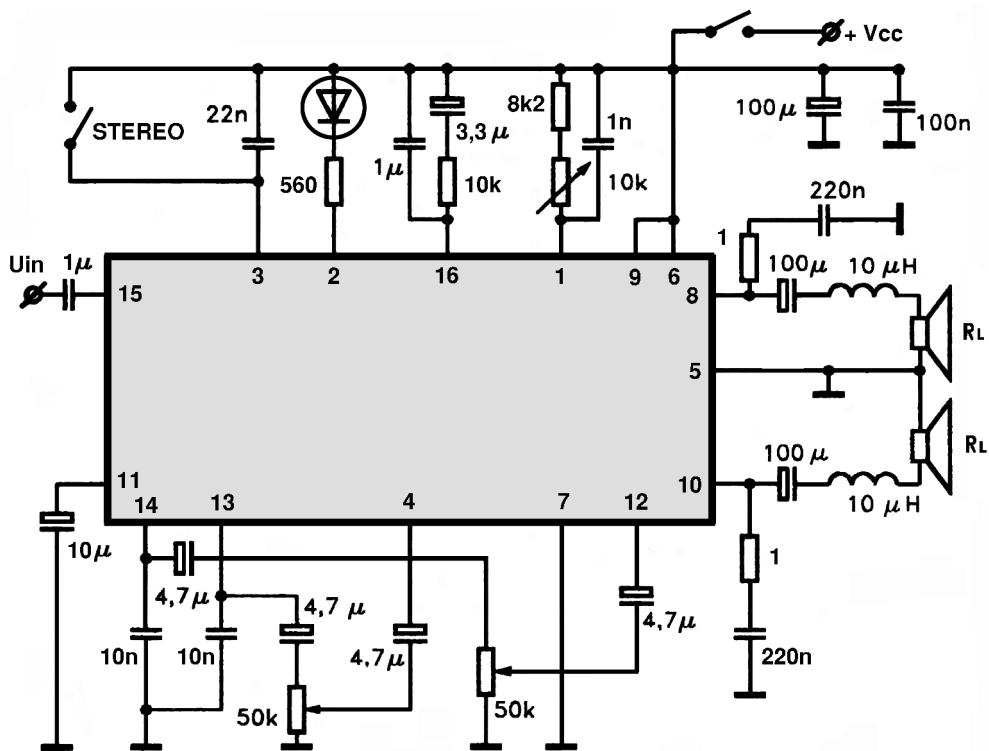 + Vcc
STEREO
22n
560
1µ
3,3 µ
10k
8k2
1n
10k
100 µ
100n
220n
1
100µ
10 µH
RL
Uin
1µ
15
3
2
16
1
9
6
8
5
10
11
14
13
4
7
12
RL
100 µ
10 µH
1
220n
10µ
4,7µ
4,7 µ
4,7µ
4,7µ
10n
10n
50k
50k